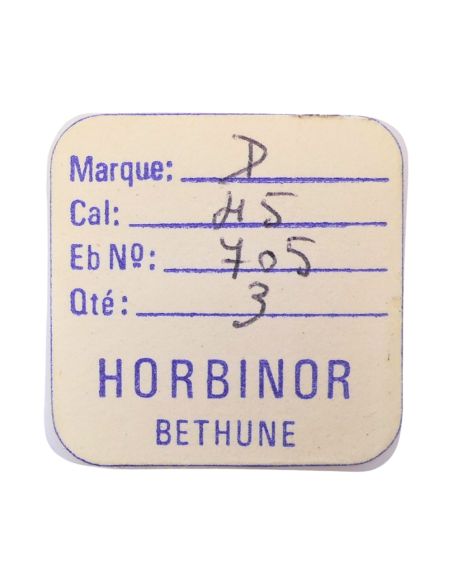 Marque: D
Cal: 45
Eb Nº: 705
Qté: 3
HORBINOR
BETHUNE